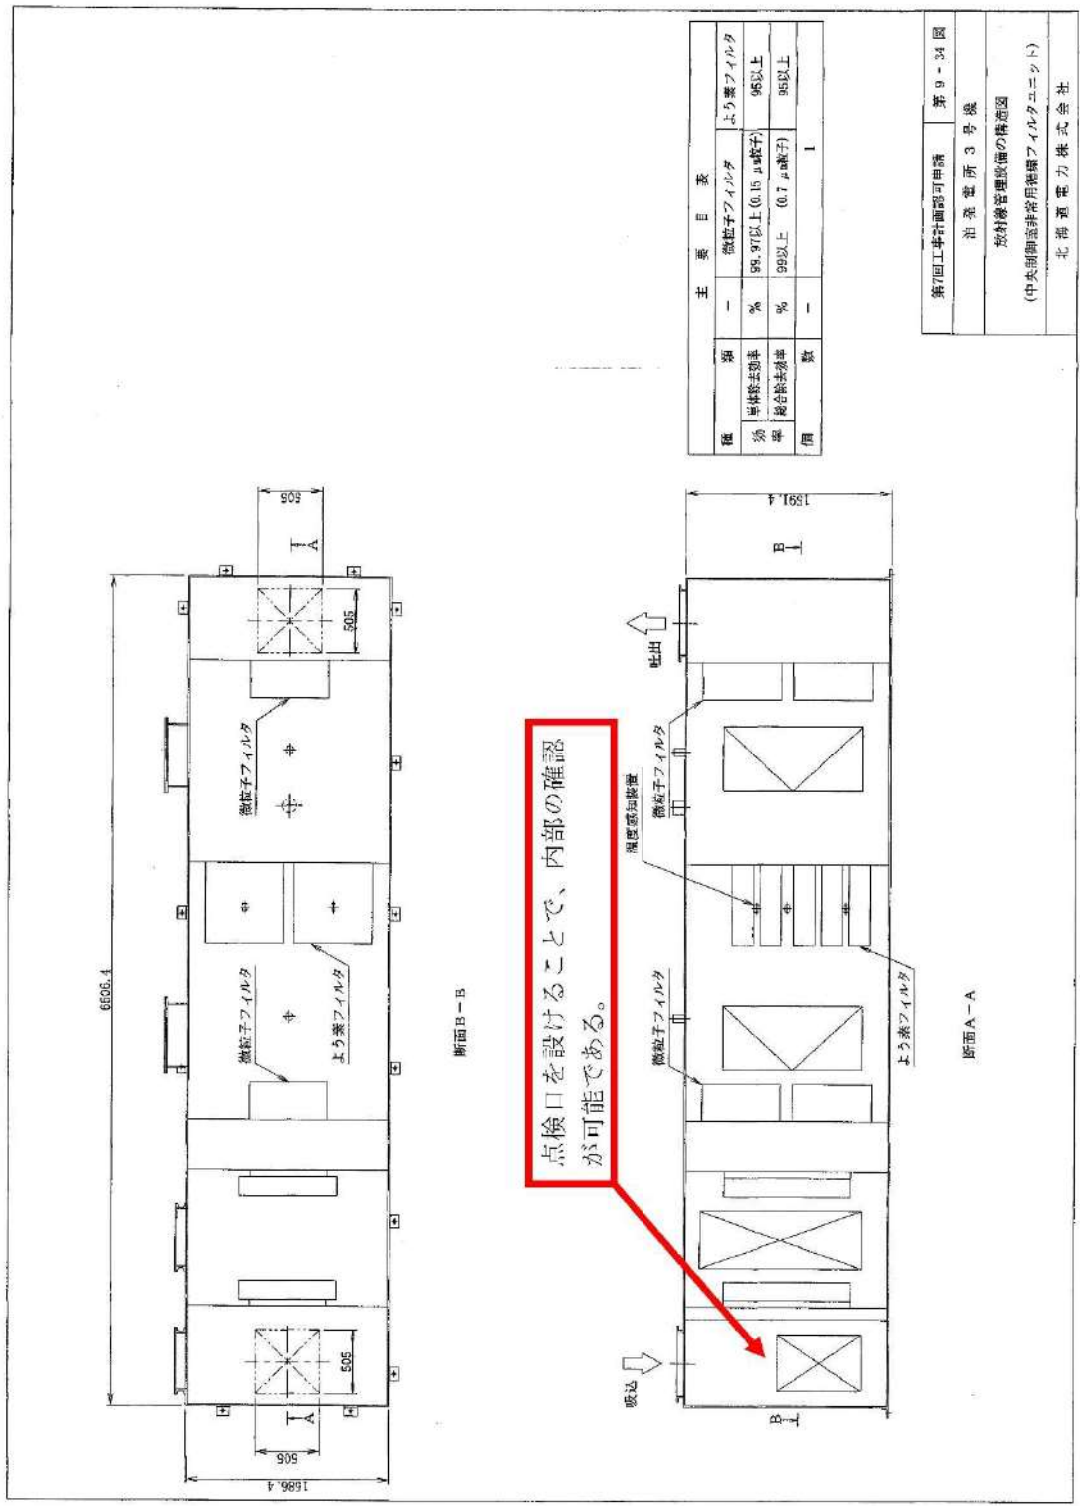 6606.4
1586.4
505
505
505
505
A
A
微粒子フィルタ
よう素フィルタ
微粒子フィルタ
断面B-B
点検口を設けることで、内部の確認
が可能である。
吸込
吐出
B
B
1591.4
微粒子フィルタ
温度感知装置
微粒子フィルタ
よう素フィルタ
断面A-A
主要目表
種類 ー 微粒子フィルタ よう素フィルタ
効率 単体除去効率 % 99.97以上(0.15 μm粒子) 95以上
総合除去効率 % 99以上 (0.7 μm粒子) 95以上
個数 ー 1
第7回工事計画認可申請 第9-34図
泊発電所3号機
放射線管理設備の構造図
(中央制御室非常用循環フィルタユニット)
北海道電力株式会社